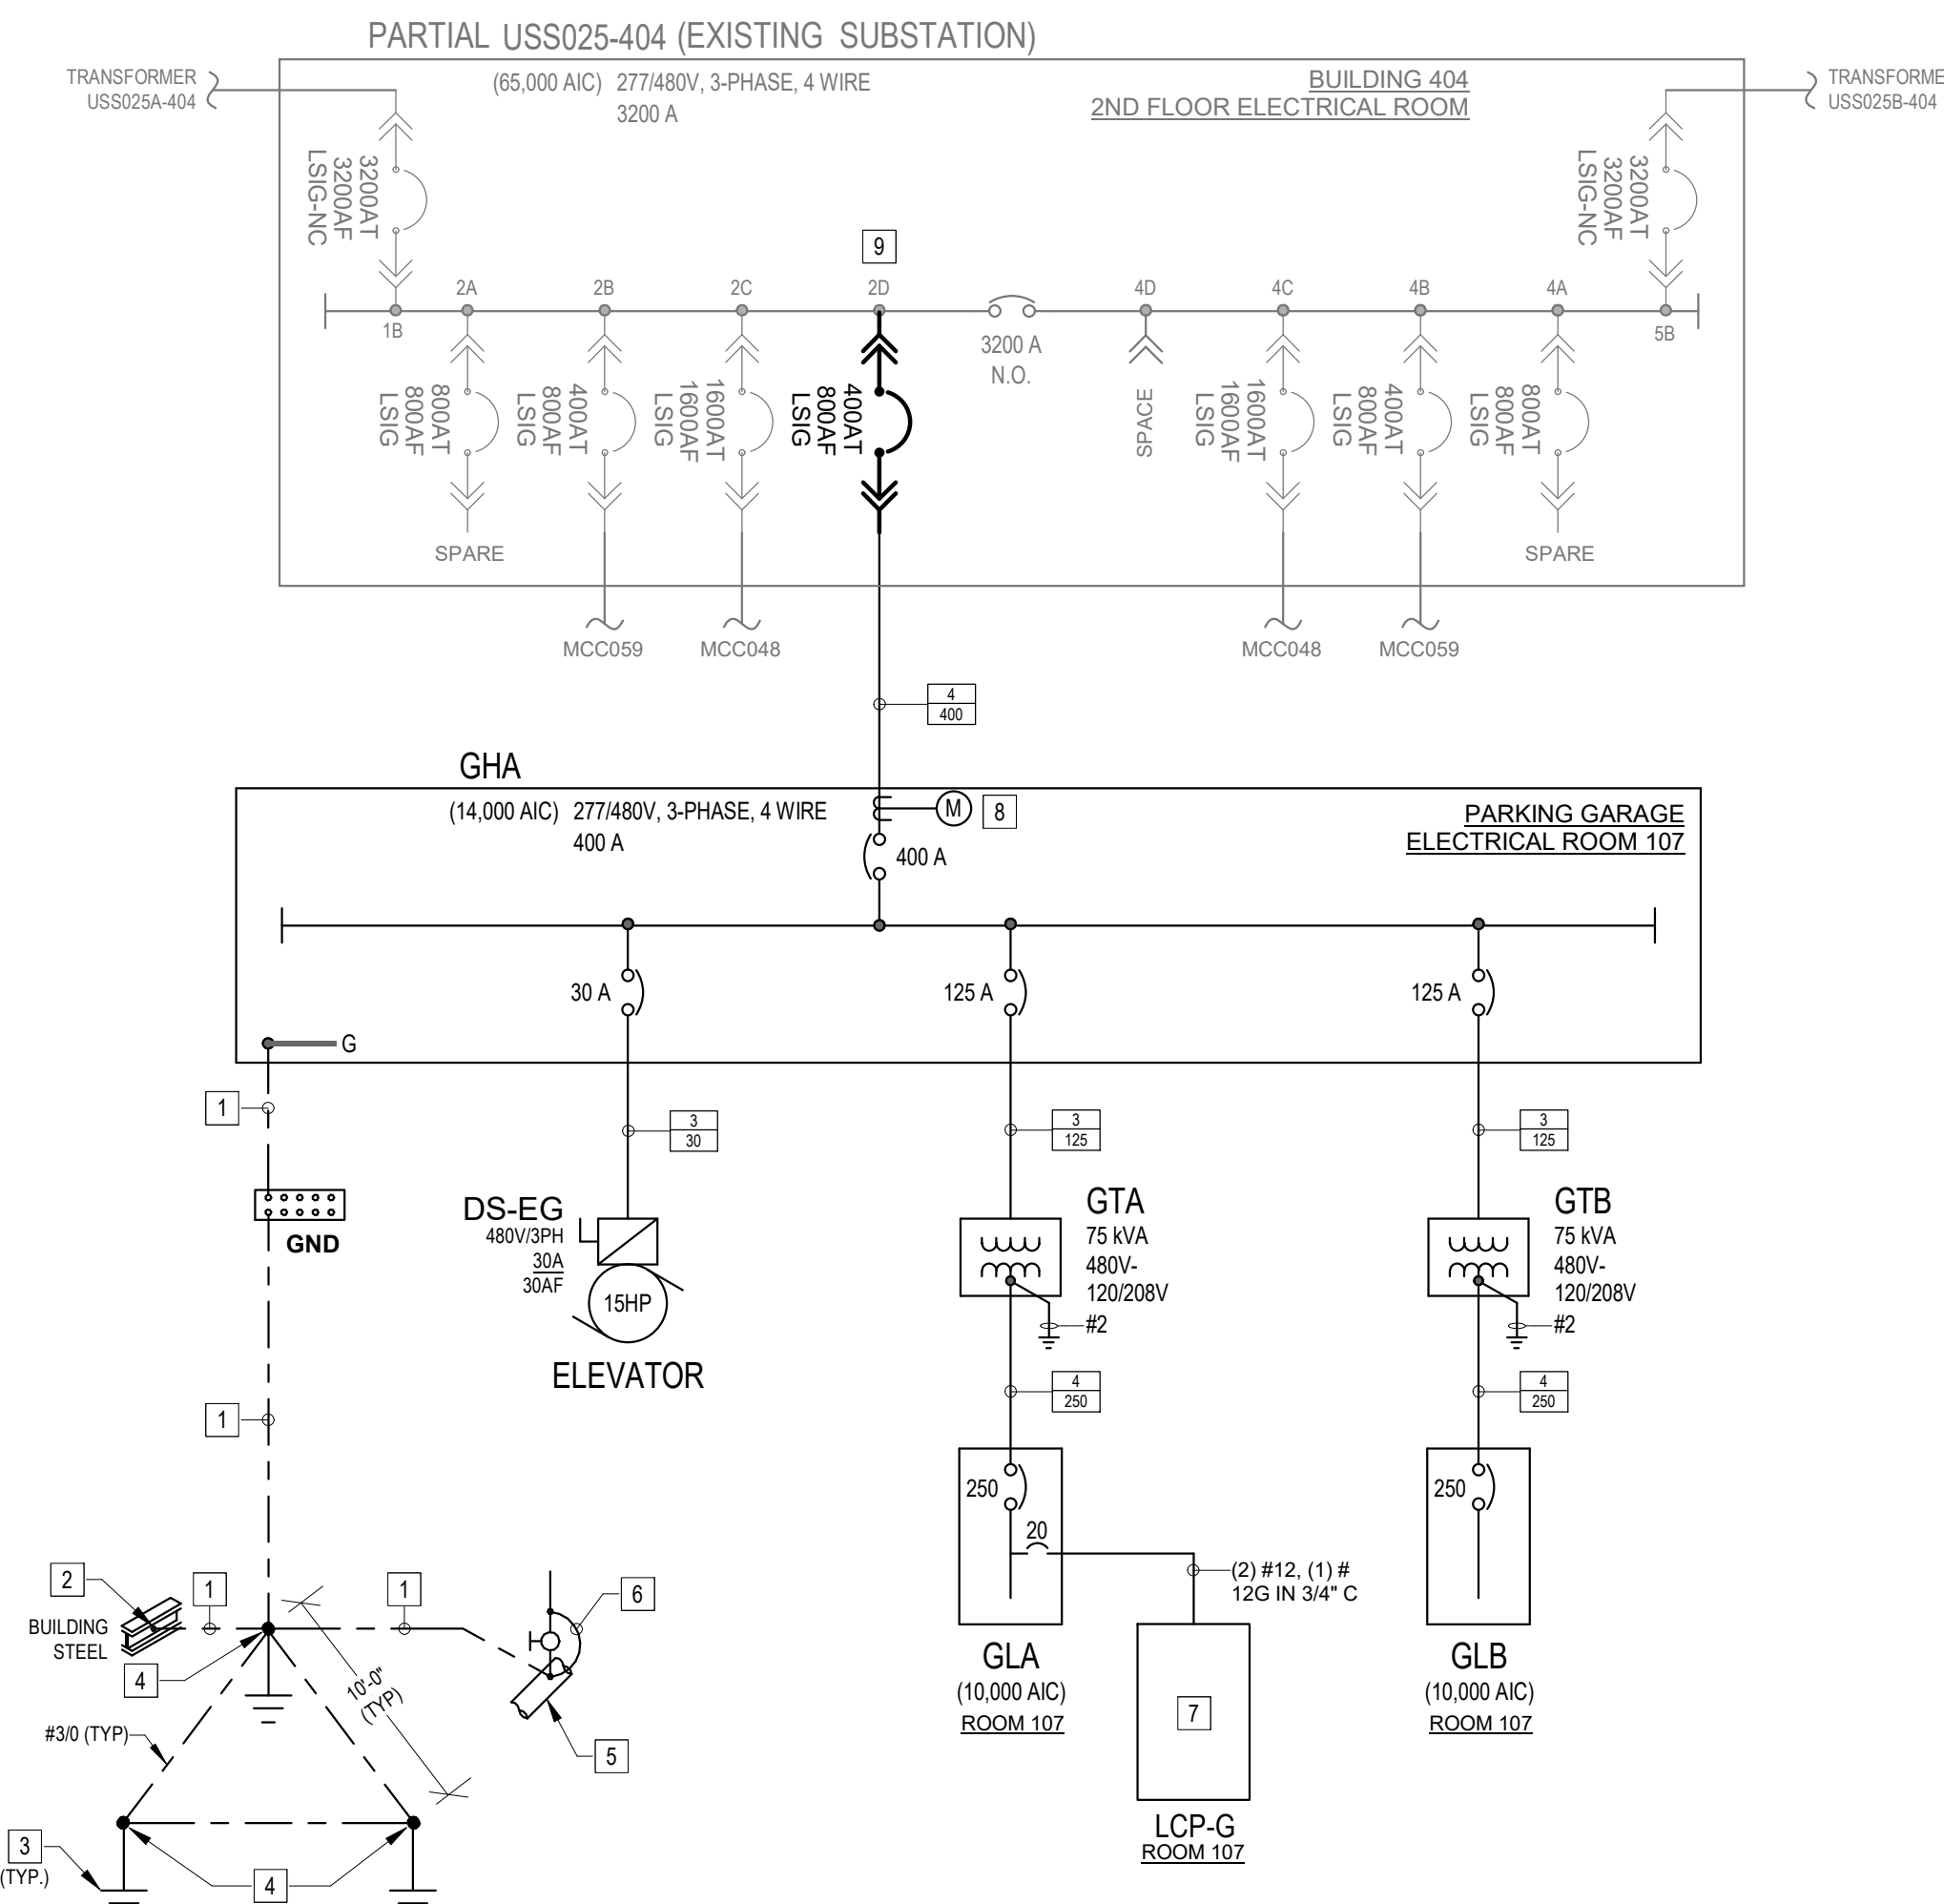 PARTIAL USS025-404 (EXISTING SUBSTATION)
TRANSFORMER
USS025A-404
(65,000 AIC) 277/480V, 3-PHASE, 4 WIRE
3200 A
BUILDING 404
2ND FLOOR ELECTRICAL ROOM
TRANSFORME
USS025B-404
3200AT
3200AF
LSIG-NC
3200AT
3200AF
LSIG-NC
9
1B
2A
2B
2C
2D
3200 A
N.O.
4D
4C
4B
4A
5B
800AT
800AF
LSIG
400AT
800AF
LSIG
1600AT
1600AF
LSIG
400AT
800AF
LSIG
SPACE
1600AT
1600AF
LSIG
400AT
800AF
LSIG
800AT
800AF
LSIG
SPARE
SPARE
MCC059
MCC048
MCC048
MCC059
4
400
GHA
(14,000 AIC) 277/480V, 3-PHASE, 4 WIRE
400 A
M
8
400 A
PARKING GARAGE
ELECTRICAL ROOM 107
30 A
125 A
125 A
G
1
3
30
3
125
3
125
GND
DS-EG
480V/3PH
30A
30AF
15HP
ELEVATOR
GTA
75 kVA
480V-
120/208V
#2
GTB
75 kVA
480V-
120/208V
#2
4
250
4
250
1
250
20
250
(2) #12, (1) #
12G IN 3/4" C
2
1
1
6
BUILDING
STEEL
4
10'-0"
(TYP)
#3/0 (TYP)
5
GLA
(10,000 AIC)
ROOM 107
7
GLB
(10,000 AIC)
ROOM 107
LCP-G
ROOM 107
3
(TYP.)
4